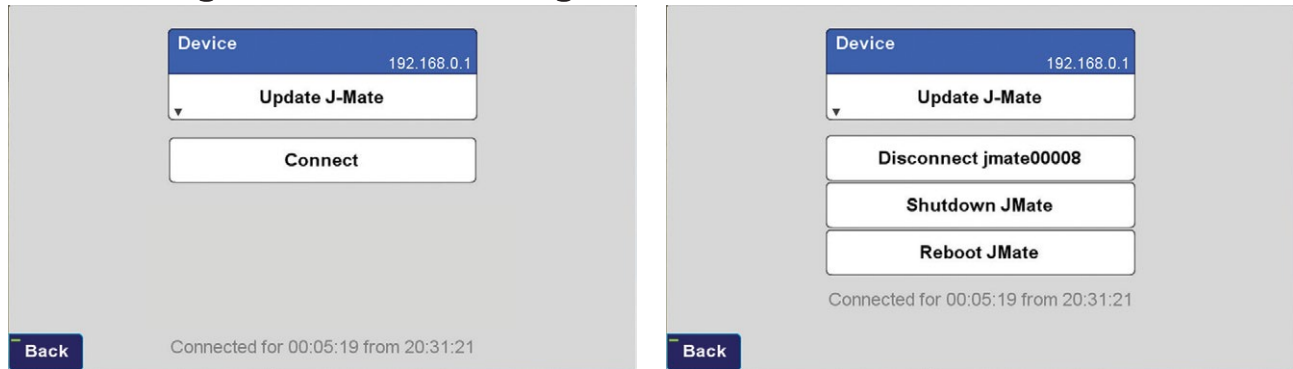 Device
192.168.0.1
Update J-Mate
Connect
Connected for 00:05:19 from 20:31:21
Back
Device
192.168.0.1
Update J-Mate
Disconnect jmate00008
Shutdown JMate
Reboot JMate
Connected for 00:05:19 from 20:31:21
Back